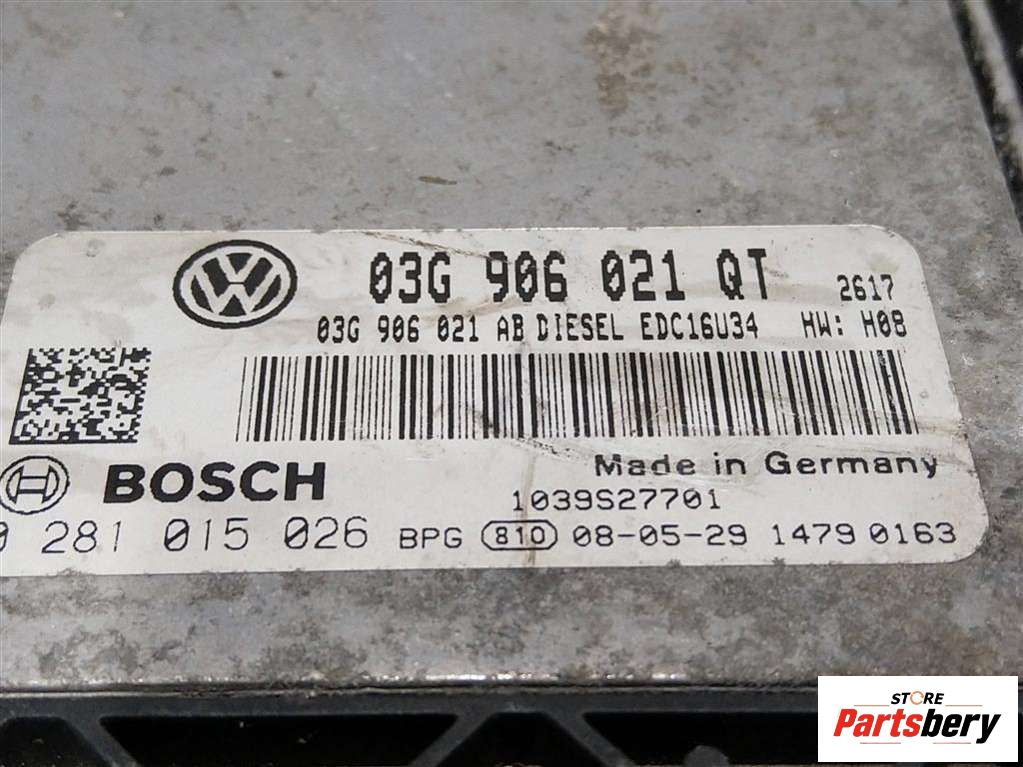 03G 906 021 QT 2617
03G 906 021 AB DIESEL EDC16U34 HW: H08
BOSCH
Made in Germany
1039S27701
0 281 015 026 BPG 810 08-05-29 1479 0163
STORE
Partsbery